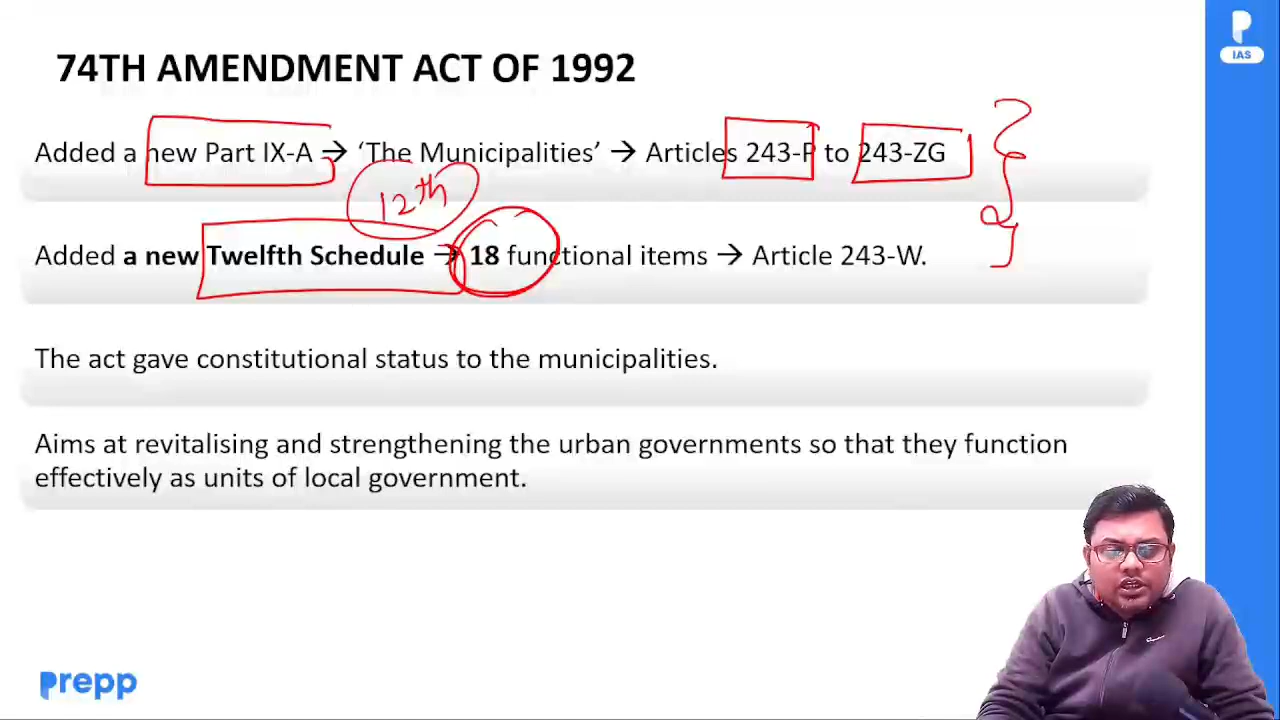 P
IAS
74TH AMENDMENT ACT OF 1992
Added a new Part IX-A → ‘The Municipalities’ → Articles 243-P to 243-ZG
12th
Added a new Twelfth Schedule → 18 functional items → Article 243-W.
The act gave constitutional status to the municipalities.
Aims at revitalising and strengthening the urban governments so that they function
effectively as units of local government.
prepp